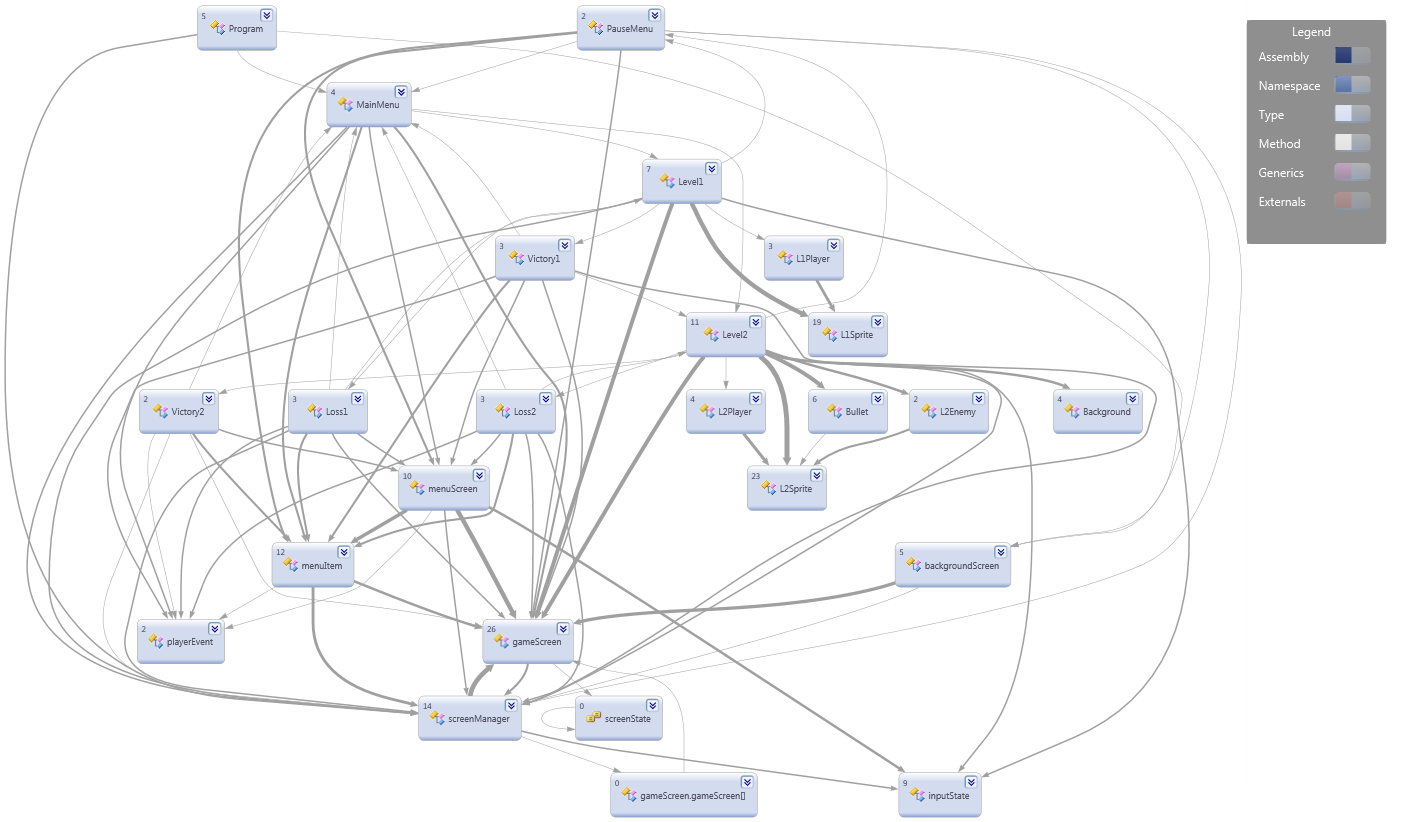 5
Program
2
PauseMenu
Legend
Assembly
Namespace
Type
Method
Generics
Externals
4
MainMenu
7
Level1
3
Victory1
3
L1Player
11
Level2
19
L1Sprite
2
Victory2
3
Loss1
3
Loss2
4
L2Player
6
Bullet
2
L2Enemy
4
Background
10
menuScreen
23
L2Sprite
12
menuItem
5
backgroundScreen
2
playerEvent
26
gameScreen
14
screenManager
0
screenState
0
gameScreen.gameScreen[]
9
inputState